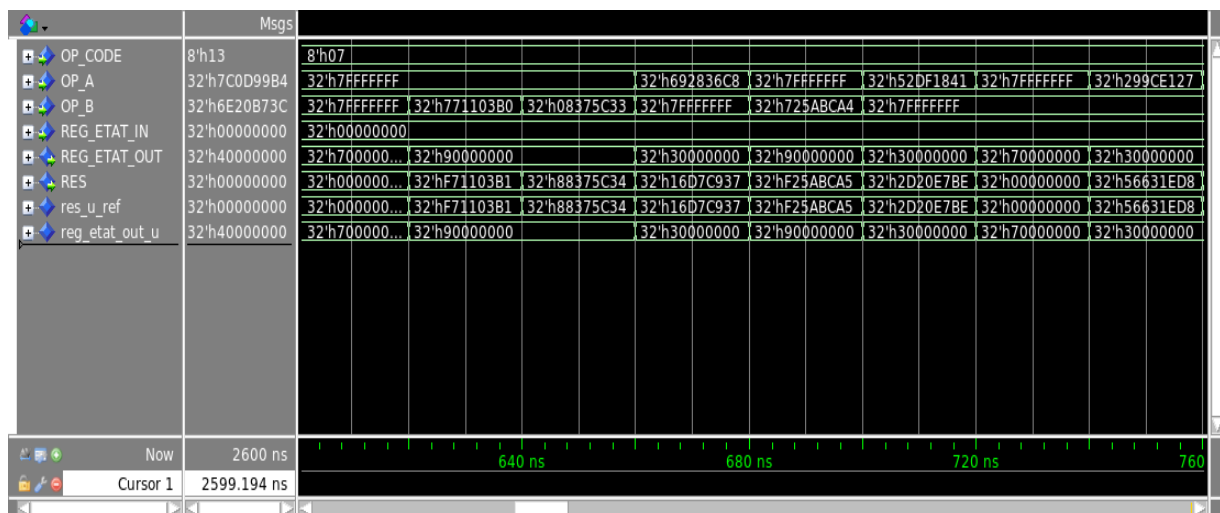 Msgs
OP_CODE 8'h13 8'h07
OP_A 32'h7C0D99B4 32'h7FFFFFFF 32'h692836C8 32'h7FFFFFFF 32'h52DF1841 32'h7FFFFFFF 32'h299CE127
OP_B 32'h6E20B73C 32'h7FFFFFFF 32'h771103B0 32'h08375C33 32'h7FFFFFFF 32'h725ABCA4 32'h7FFFFFFF
REG_ETAT_IN 32'h00000000 32'h00000000
REG_ETAT_OUT 32'h40000000 32'h700000... 32'h90000000 32'h30000000 32'h90000000 32'h30000000 32'h70000000 32'h30000000
RES 32'h00000000 32'h000000... 32'hF71103B1 32'h88375C34 32'h16D7C937 32'hF25ABCA5 32'h2D20E7BE 32'h00000000 32'h56631ED8
res_u_ref 32'h00000000 32'h000000... 32'hF71103B1 32'h88375C34 32'h16D7C937 32'hF25ABCA5 32'h2D20E7BE 32'h00000000 32'h56631ED8
reg_etat_out_u 32'h40000000 32'h700000... 32'h90000000 32'h30000000 32'h90000000 32'h30000000 32'h70000000 32'h30000000
Now 2600 ns 640 ns 680 ns 720 ns 760
Cursor 1 2599.194 ns